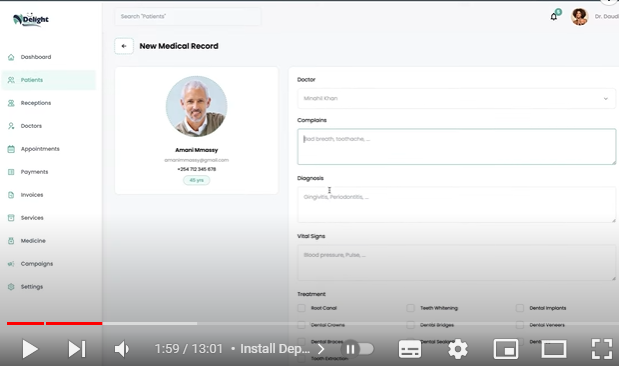 Delight
Search "Patients"
Dashboard
Patients
Receptions
Doctors
Appointments
Payments
Invoices
Services
Medicine
Campaigns
Settings
New Medical Record
Amani Mmassy
amanimmassy@gmail.com
+254 712 345 678
45 yrs
Doctor
Minahil Khan
Complains
Bad breath, toothache, ...
Diagnosis
Gingivitis, Periodontitis, ...
Vital Signs
Blood pressure, Pulse, ...
Treatment
Root Canal Teeth Whitening Dental Implants
Dental Crowns Dental Bridges Dental Veneers
Dental Braces Dental
Tooth Extraction
Dr. Daudi
1:59 / 13:01 • Install Dep... >